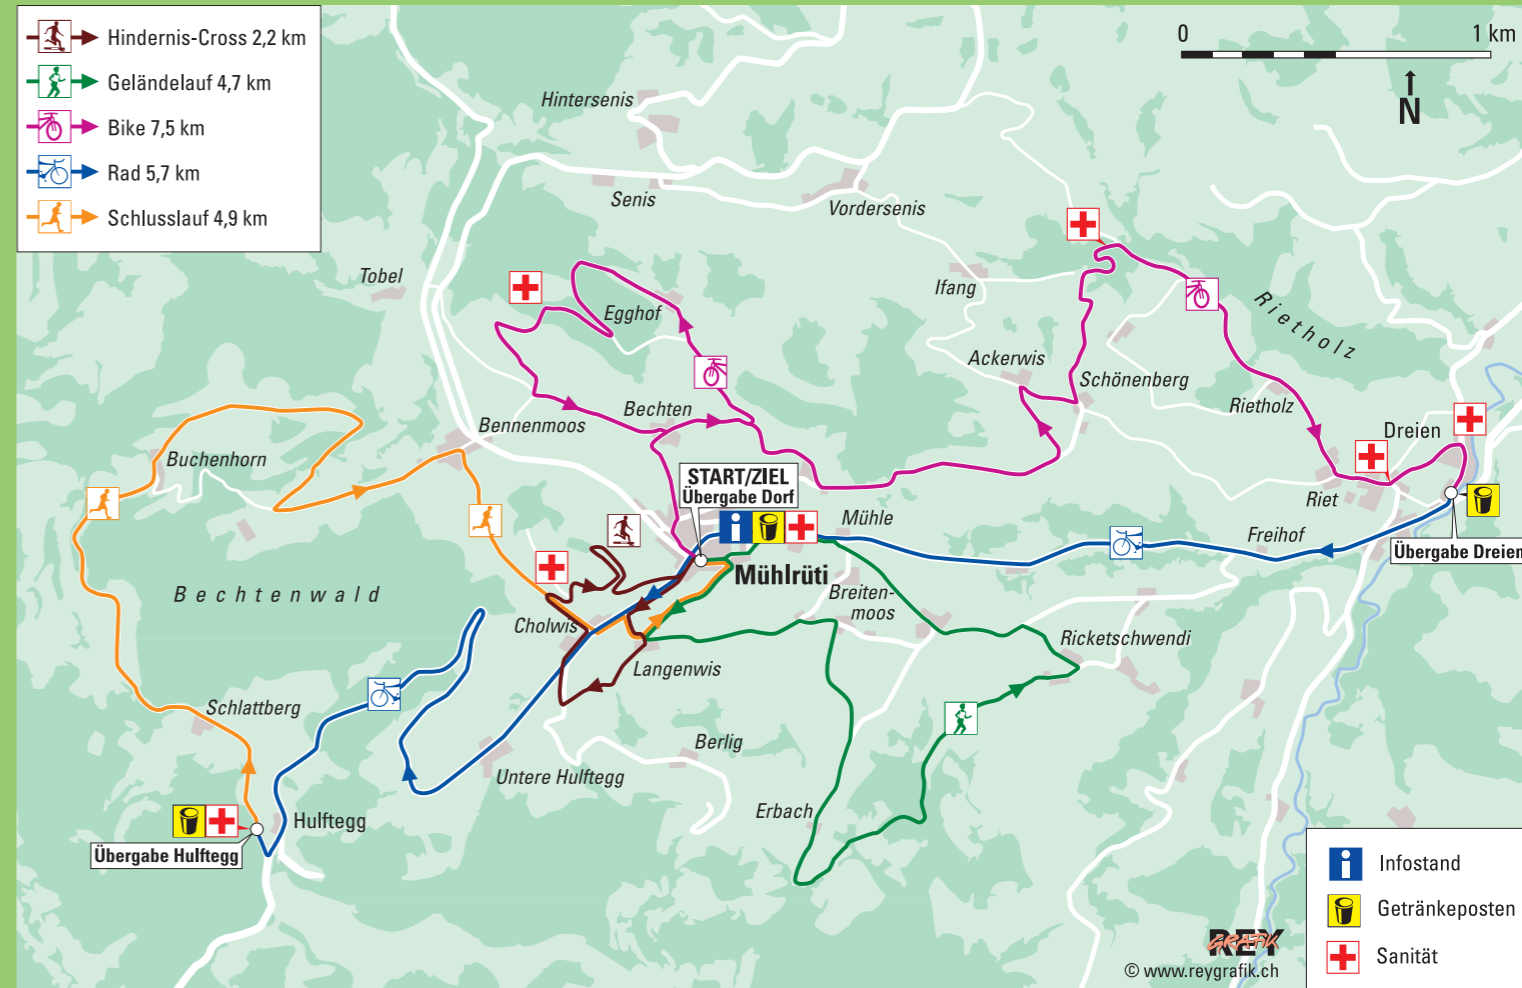 Hindernis-Cross 2,2 km
Geländelauf 4,7 km
Bike 7,5 km
Rad 5,7 km
Schlusslauf 4,9 km
0 1 km
N
Hintersenis
Senis
Vordersenis
Tobel
Ifang
Egghof
Rietholz
Ackerwis
Schönenberg
Rietholz
Bechten
Bennenmoos
Dreien
Buchenhorn
START/ZIEL
Übergabe Dorf
Riet
Mühle
Freihof
Übergabe Dreien
Mühlrüti
Bechtenwald
Breiten-
moos
Cholwis
Ricketschwendi
Langenwis
Schlattberg
Berlig
Untere Hulftegg
Erbach
Hulftegg
Übergabe Hulftegg
i Infostand
Getränkeposten
Sanität
REY
GRAFIK
© www.reygrafik.ch